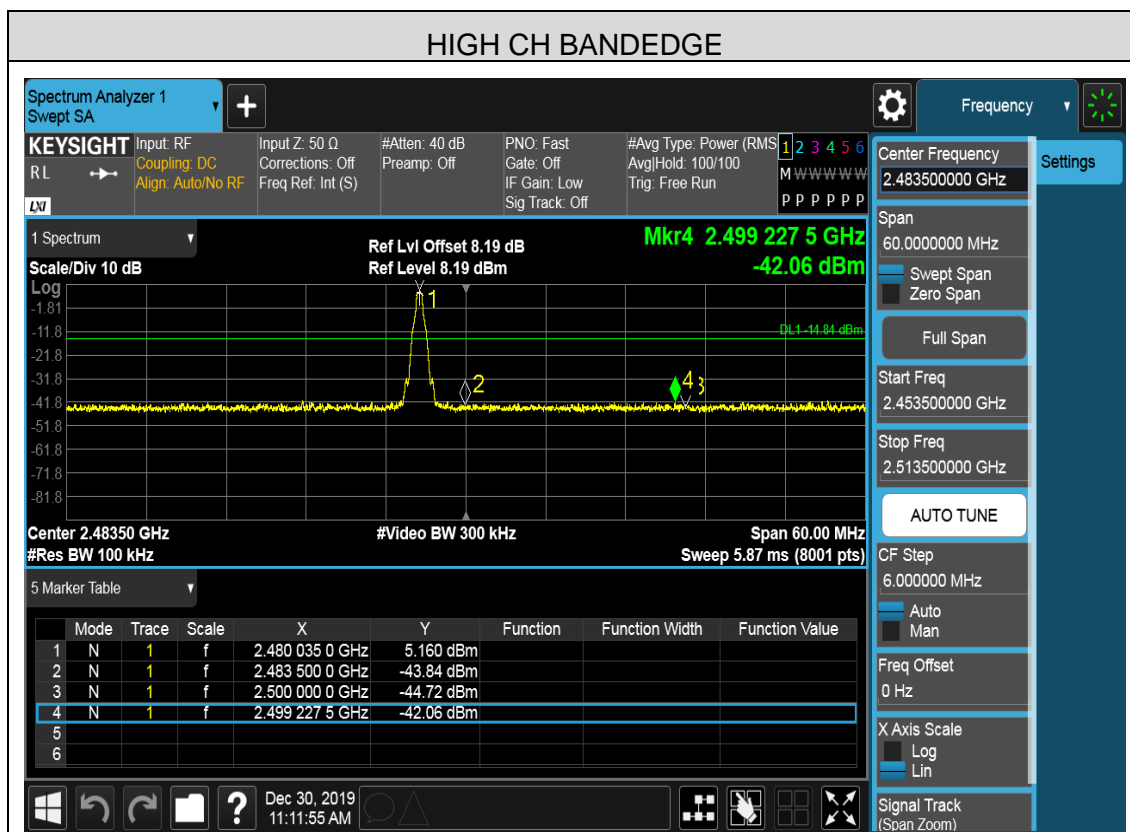 HIGH CH BANDEDGE
Spectrum Analyzer 1
Swept SA
+
Frequency
KEYSIGHT
RL
LXI
Input: RF
Coupling: DC
Align: Auto/No RF
Input Z: 50 Ω
Corrections: Off
Freq Ref: Int (S)
#Atten: 40 dB
Preamp: Off
PNO: Fast
Gate: Off
IF Gain: Low
Sig Track: Off
#Avg Type: Power (RMS
Avg|Hold: 100/100
Trig: Free Run
1 2 3 4 5 6
M W W W W W
P P P P P P
Center Frequency
2.483500000 GHz
Settings
1 Spectrum
Scale/Div 10 dB
Ref Lvl Offset 8.19 dB
Ref Level 8.19 dBm
Mkr4 2.499 227 5 GHz
-42.06 dBm
Log
-1.81
-11.8
-21.8
-31.8
-41.8
-51.8
-61.8
-71.8
-81.8
1
2
4
3
DL1 -14.84 dBm
Center 2.48350 GHz
#Res BW 100 kHz
#Video BW 300 kHz
Span 60.00 MHz
Sweep 5.87 ms (8001 pts)
Span
60.0000000 MHz
Swept Span
Zero Span
Full Span
Start Freq
2.453500000 GHz
Stop Freq
2.513500000 GHz
AUTO TUNE
CF Step
6.000000 MHz
Auto
Man
Freq Offset
0 Hz
X Axis Scale
Log
Lin
Signal Track
(Span Zoom)
5 Marker Table
Mode Trace Scale X Y Function Function Width Function Value
1 N 1 f 2.480 035 0 GHz 5.160 dBm
2 N 1 f 2.483 500 0 GHz -43.84 dBm
3 N 1 f 2.500 000 0 GHz -44.72 dBm
4 N 1 f 2.499 227 5 GHz -42.06 dBm
5
6
?
Dec 30, 2019
11:11:55 AM